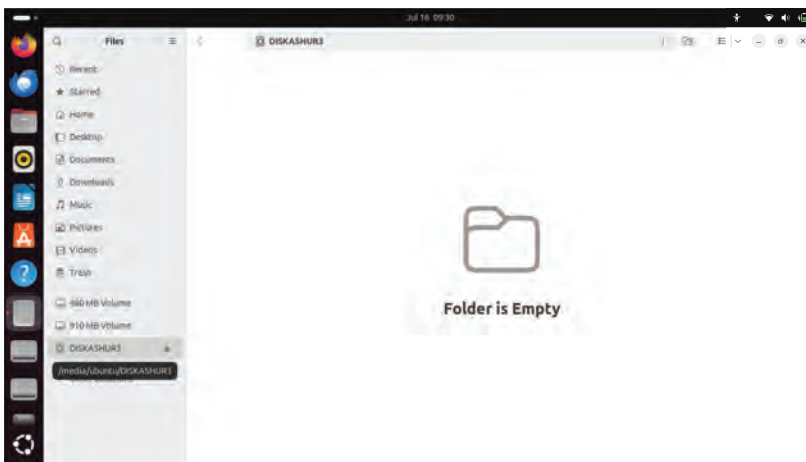 Jul 16 09:30
Files
DISKASHUR3
Recent
Starred
Home
Desktop
Documents
Downloads
Music
Pictures
Videos
Trash
480 MB Volume
910 MB Volume
DISKASHUR3
/media/ubuntu/DISKASHUR3
Folder is Empty